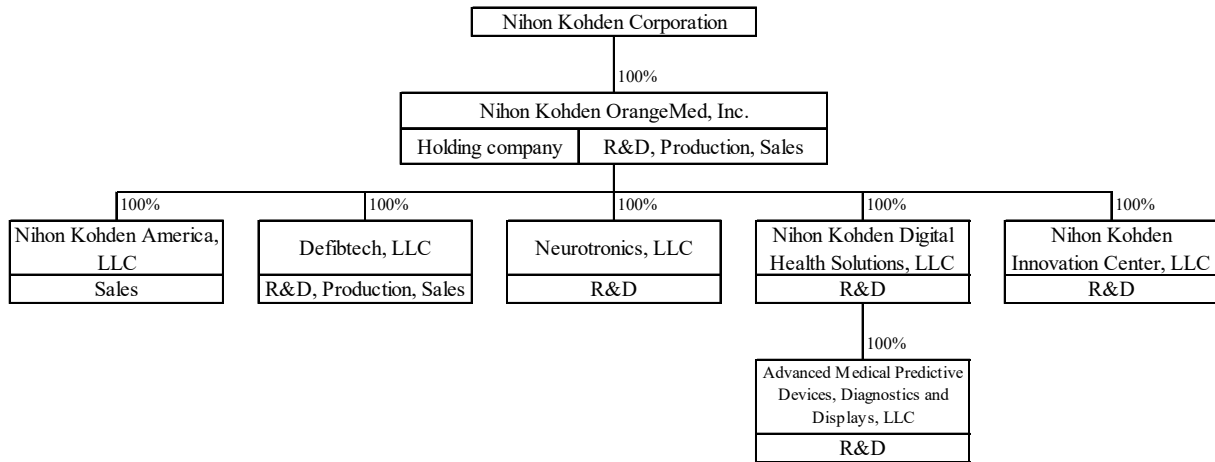 Nihon Kohden Corporation
100%
Nihon Kohden OrangeMed, Inc.
Holding company
R&D, Production, Sales
100%
100%
100%
100%
100%
Nihon Kohden America,
LLC
Sales
Defibtech, LLC
R&D, Production, Sales
Neurotronics, LLC
R&D
Nihon Kohden Digital
Health Solutions, LLC
R&D
Nihon Kohden
Innovation Center, LLC
R&D
100%
Advanced Medical Predictive
Devices, Diagnostics and
Displays, LLC
R&D